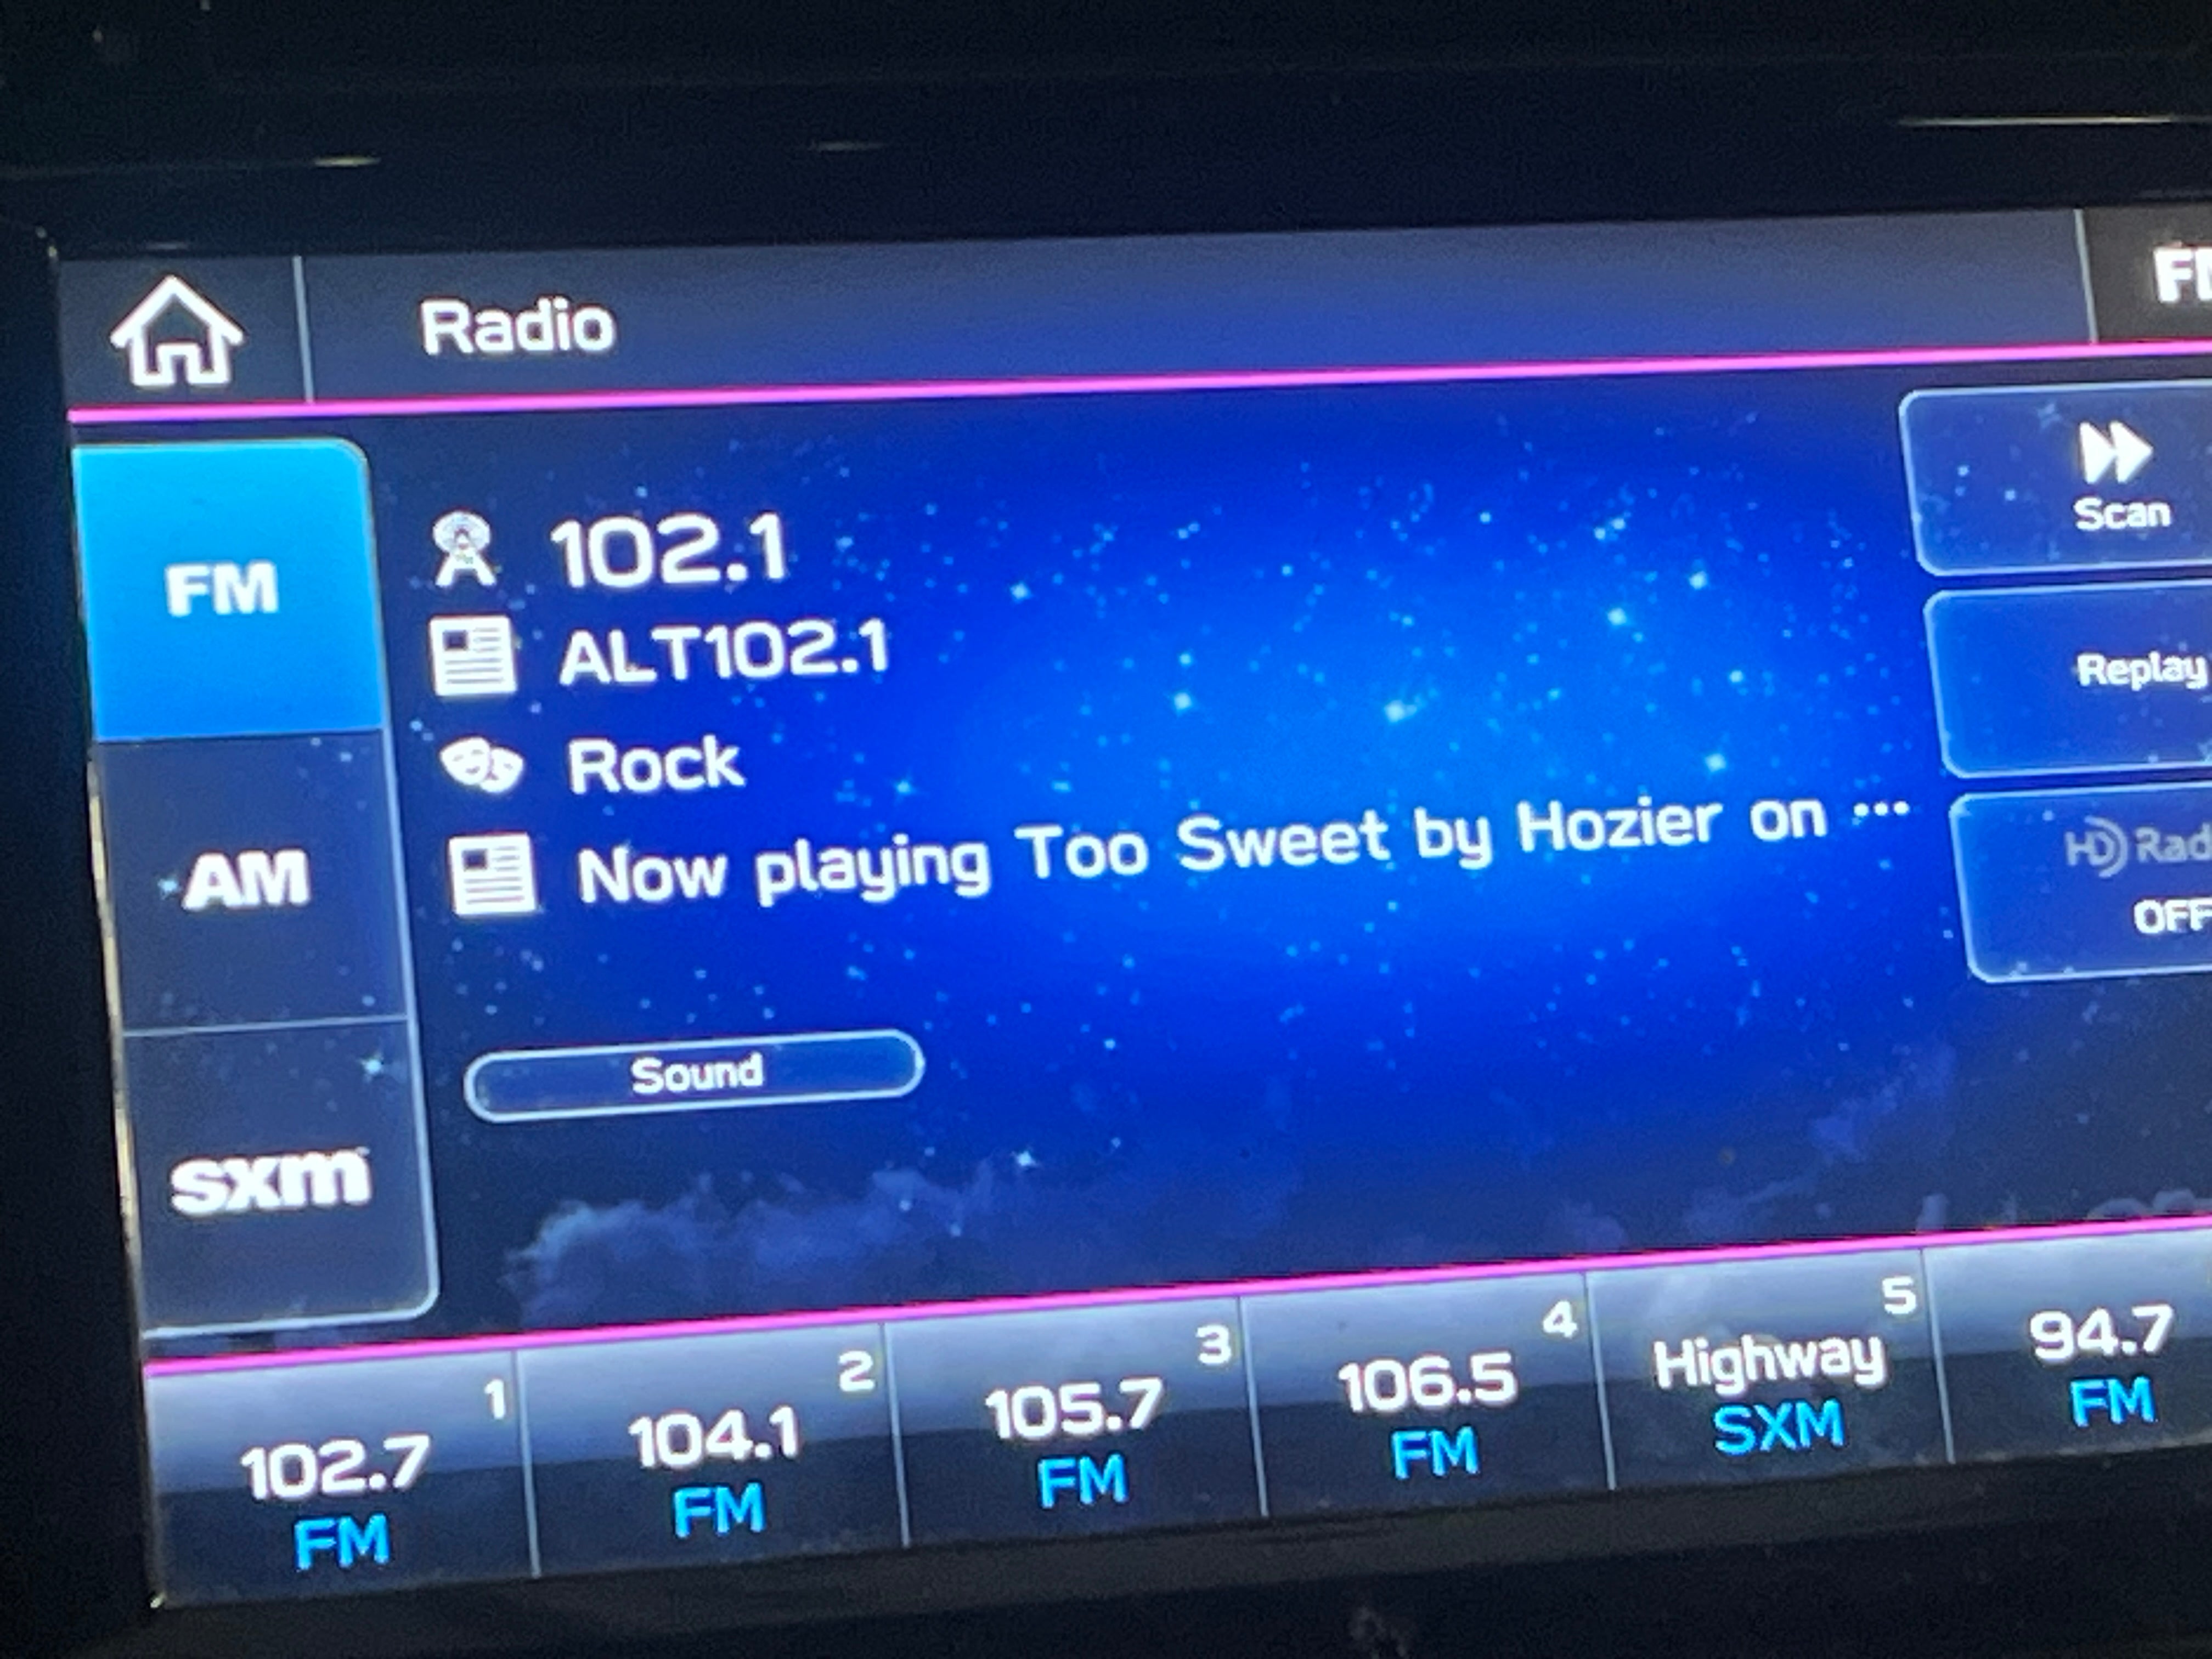 Radio
FM
102.1
ALT102.1
Rock
Now playing Too Sweet by Hozier on ...
AM
sxm
Sound
Scan
Replay
HD
OFF
1
102.7
FM
2
104.1
FM
3
105.7
FM
4
106.5
FM
5
Highway
SXM
94.7
FM